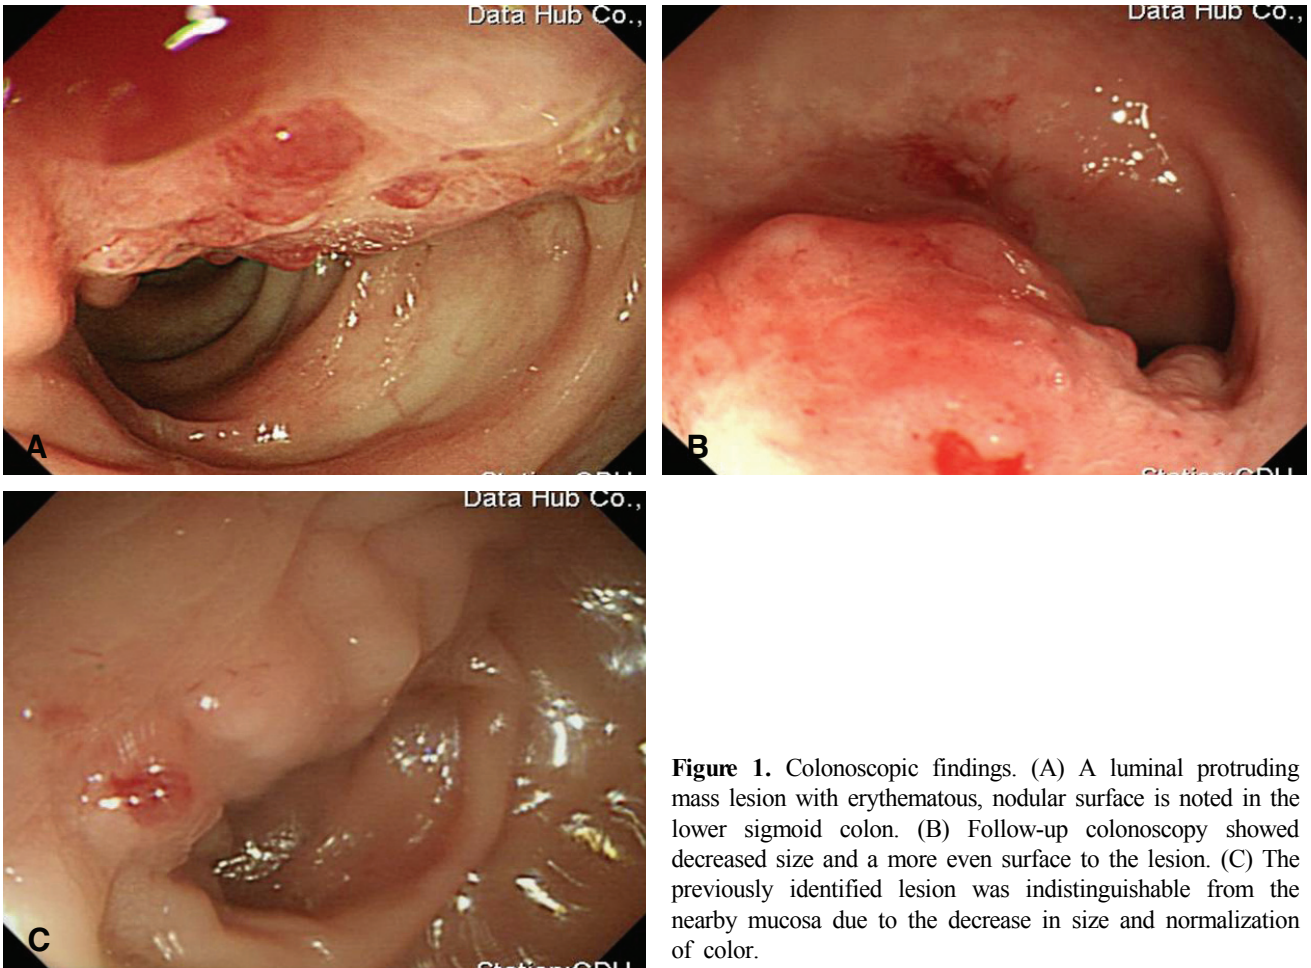 Data Hub Co.,
Data Hub Co.,
A
B
Data Hub Co.,
C
Figure 1. Colonoscopic findings. (A) A luminal protruding
mass lesion with erythematous, nodular surface is noted in the
lower sigmoid colon. (B) Follow-up colonoscopy showed
decreased size and a more even surface to the lesion. (C) The
previously identified lesion was indistinguishable from the
nearby mucosa due to the decrease in size and normalization
of color.